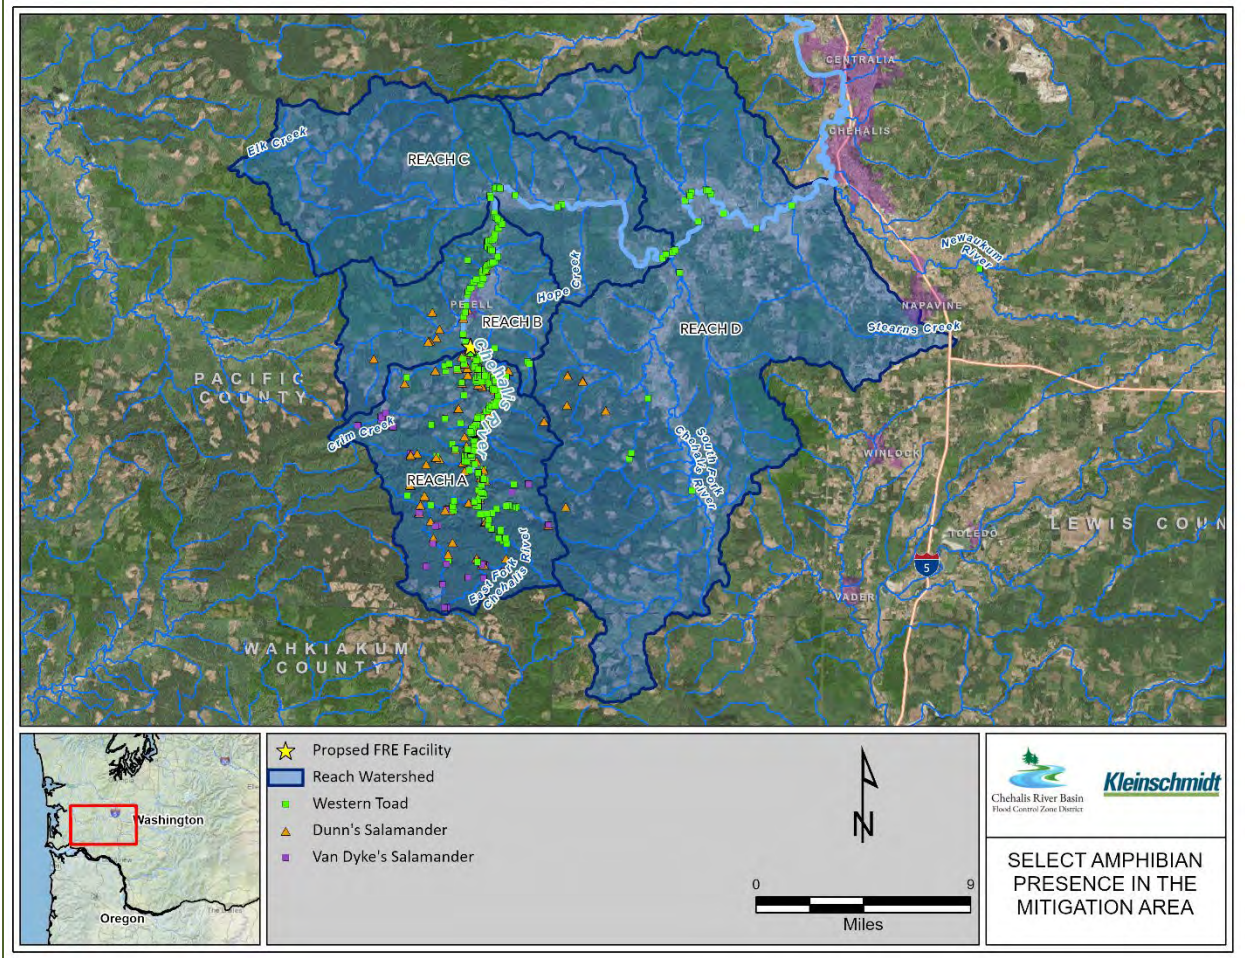 CENTRALIA
CHEHALIS
Elk Creek
REACH C
Newaukum
River
Hope Creek
PE ELL
REACH B
NAPAVINE
Stearns Creek
REACH D
Chehalis River
PACIFIC
COUNTY
Crim Creek
South Fork
Chehalis River
WINLOCK
REACH A
LEWIS COUN
TOLEDO
5
East Fork
Chehalis River
VADER
WAHKIAKUM
COUNTY
Washington
Oregon
Propsed FRE Facility
Reach Watershed
Western Toad
Dunn's Salamander
Van Dyke's Salamander
N
0 9
Miles
Chehalis River Basin
Flood Control Zone District
Kleinschmidt
SELECT AMPHIBIAN
PRESENCE IN THE
MITIGATION AREA